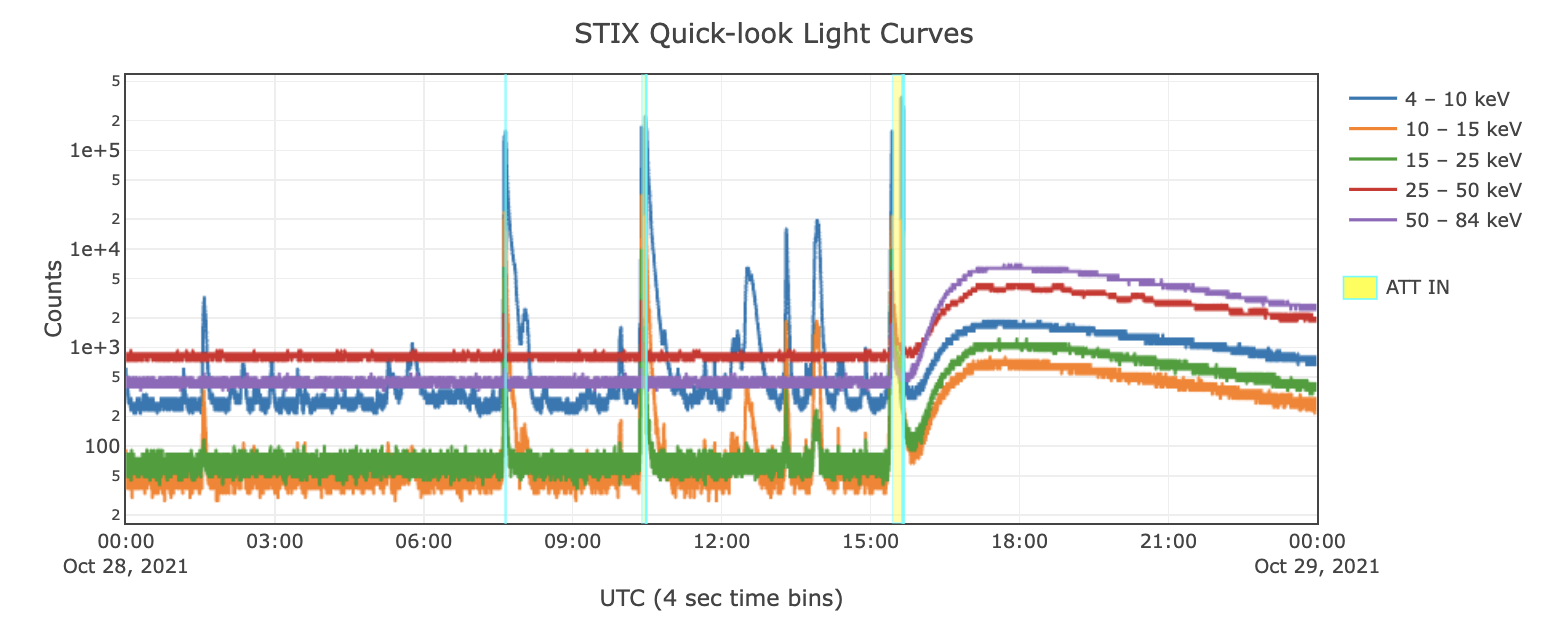 STIX Quick-look Light Curves
Counts
5
2
1e+5
5
2
1e+4
5
2
1e+3
5
2
100
5
2
00:00
Oct 28, 2021
03:00
06:00
09:00
12:00
15:00
18:00
21:00
00:00
Oct 29, 2021
UTC (4 sec time bins)
4 – 10 keV
10 – 15 keV
15 – 25 keV
25 – 50 keV
50 – 84 keV
ATT IN